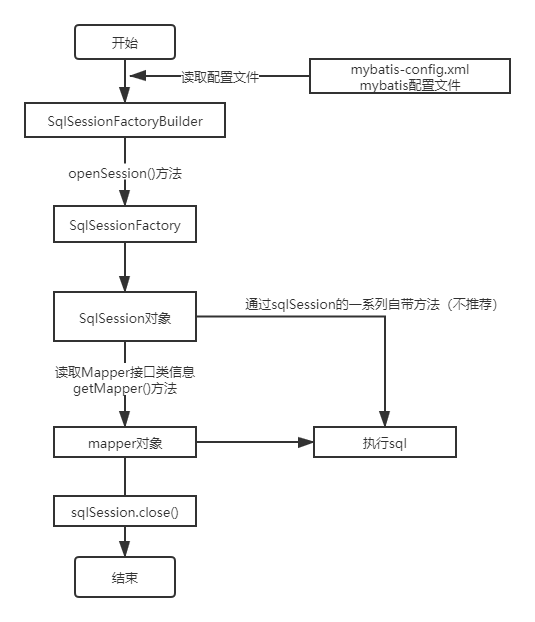 开始
读取配置文件
mybatis-config.xml
mybatis配置文件
SqlSessionFactoryBuilder
openSession()方法
SqlSessionFactory
通过sqlSession的一系列自带方法（不推荐）
SqlSession对象
读取Mapper接口类信息
getMapper()方法
mapper对象
执行sql
sqlSession.close()
结束